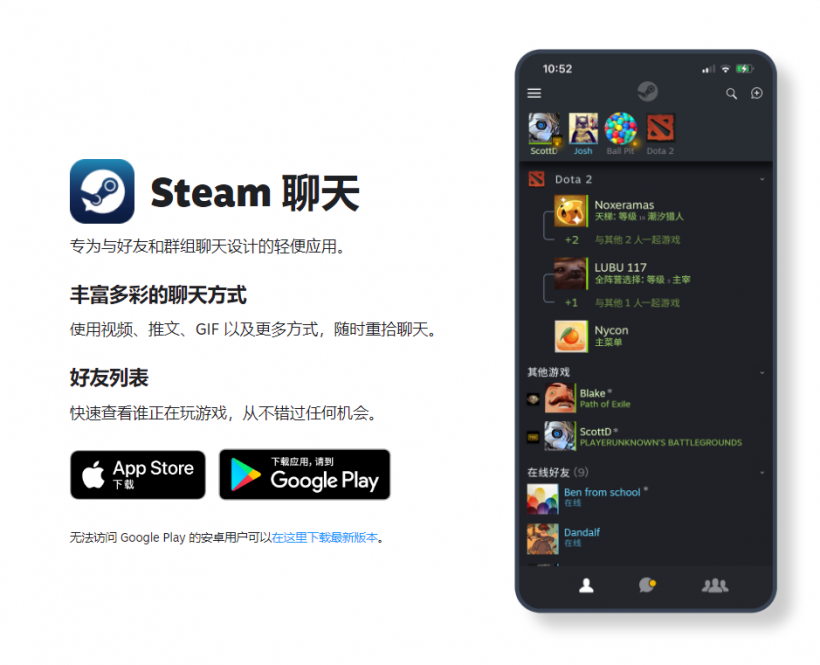 Steam 聊天
专为与好友和群组聊天设计的轻便应用。
丰富多彩的聊天方式
使用视频、推文、GIF 以及更多方式，随时重拾聊天。
好友列表
快速查看谁正在玩游戏，从不错过任何机会。
App Store
下载
下载应用，请到
Google Play
无法访问 Google Play 的安卓用户可以在这里下载最新版本。
10:52
ScottD
Josh
Ball Pit
Dota 2
Dota 2
Noxeramas
天梯: 等级 潮汐猎人
+2 与其他 2 人一起游戏
LUBU 117
全阵营选择: 等级 主宰
+1 与其他 1 人一起游戏
Nycon
主菜单
其他游戏
Blake *
Path of Exile
ScottD *
PLAYERUNKNOWN'S BATTLEGROUNDS
在线好友 (9)
Ben from school *
在线
Dandalf
在线